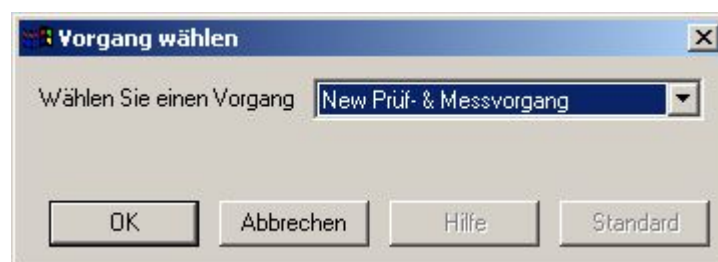 Vorgang wählen
Wählen Sie einen Vorgang New Prüf- & Messvorgang
OK Abbrechen Hilfe Standard